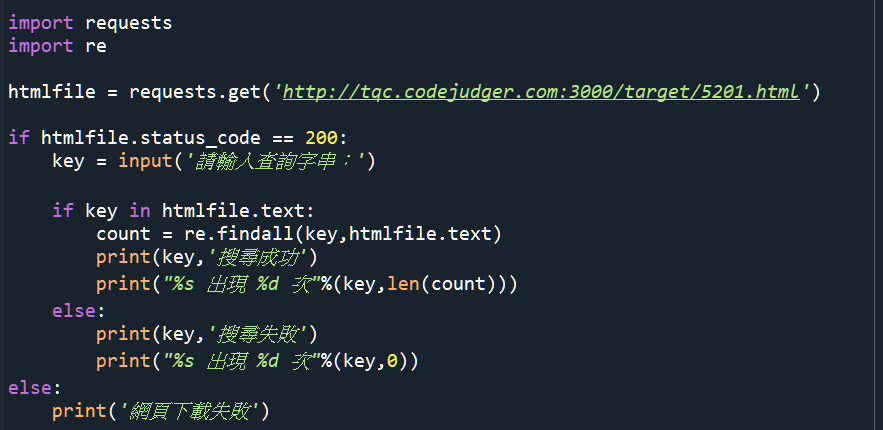 import requests
import re
htmlfile = requests.get('http://tqc.codejudger.com:3000/target/5201.html')
if htmlfile.status_code == 200:
    key = input('請輸入查詢字串：')
    if key in htmlfile.text:
        count = re.findall(key,htmlfile.text)
        print(key,'搜尋成功')
        print("%s 出現 %d 次"%(key,len(count)))
    else:
        print(key,'搜尋失敗')
        print("%s 出現 %d 次"%(key,0))
else:
    print('網頁下載失敗')